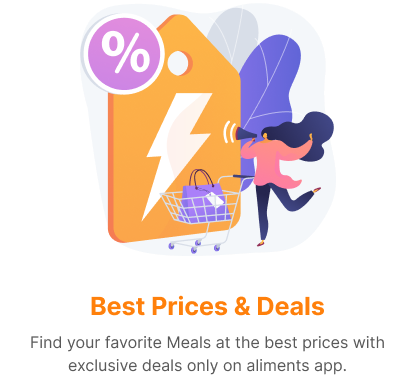 %
Best Prices & Deals
Find your favorite Meals at the best prices with
exclusive deals only on aliments app.